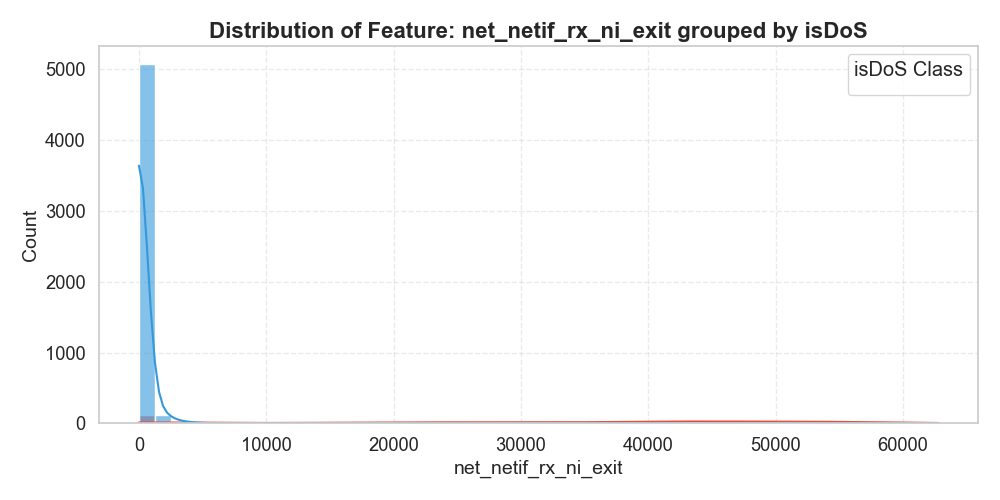 Distribution of Feature: net_netif_rx_ni_exit grouped by isDoS
isDoS Class
5000
4000
3000
2000
1000
0
Count
0 10000 20000 30000 40000 50000 60000
net_netif_rx_ni_exit